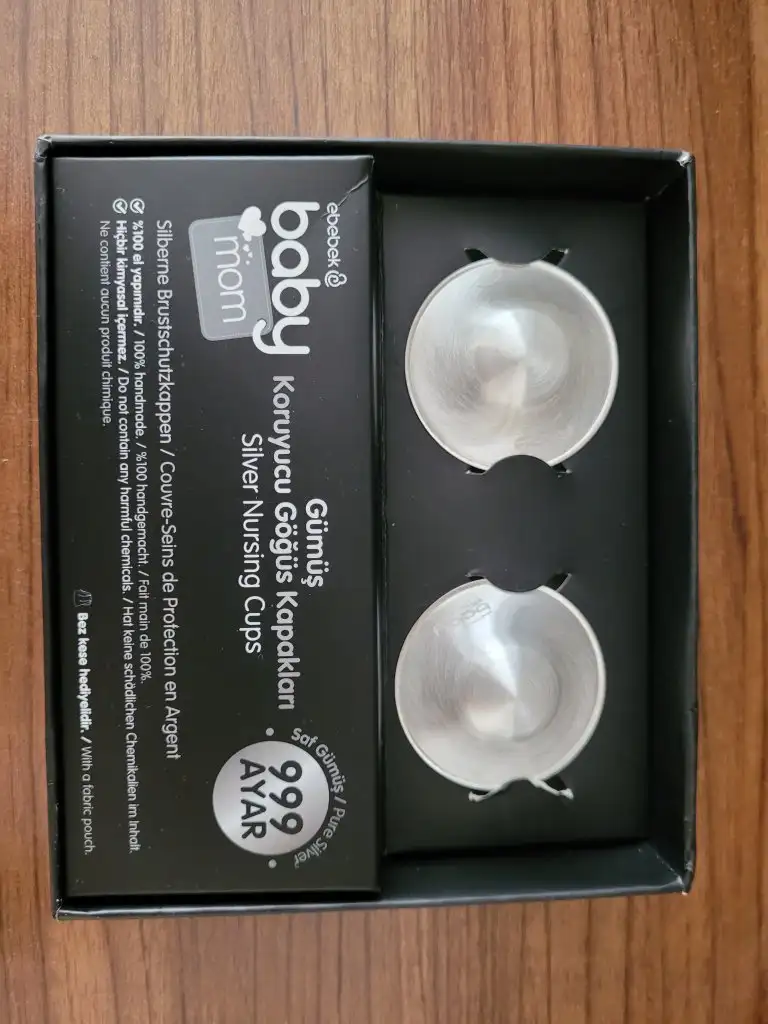 ebebek
baby
mom
Gümüş
Koruyucu Göğüs Kapakları
Silver Nursing Cups
Saf Gümüş / Pure Silver
999
AYAR
Silberne Brustschutzkappen / Couvre-Seins de Protection en Argent
%100 el yapımıdır. / 100% handmade. / %100 handgemacht. / Fait main de 100%.
Hiçbir kimyasal içermez. / Do not contain any harmful chemicals. / Hat keine schädlichen Chemikalien im Inhalt.
Ne contient aucun produit chimique.
Bez kese hediyelidir. / With a fabric pouch.